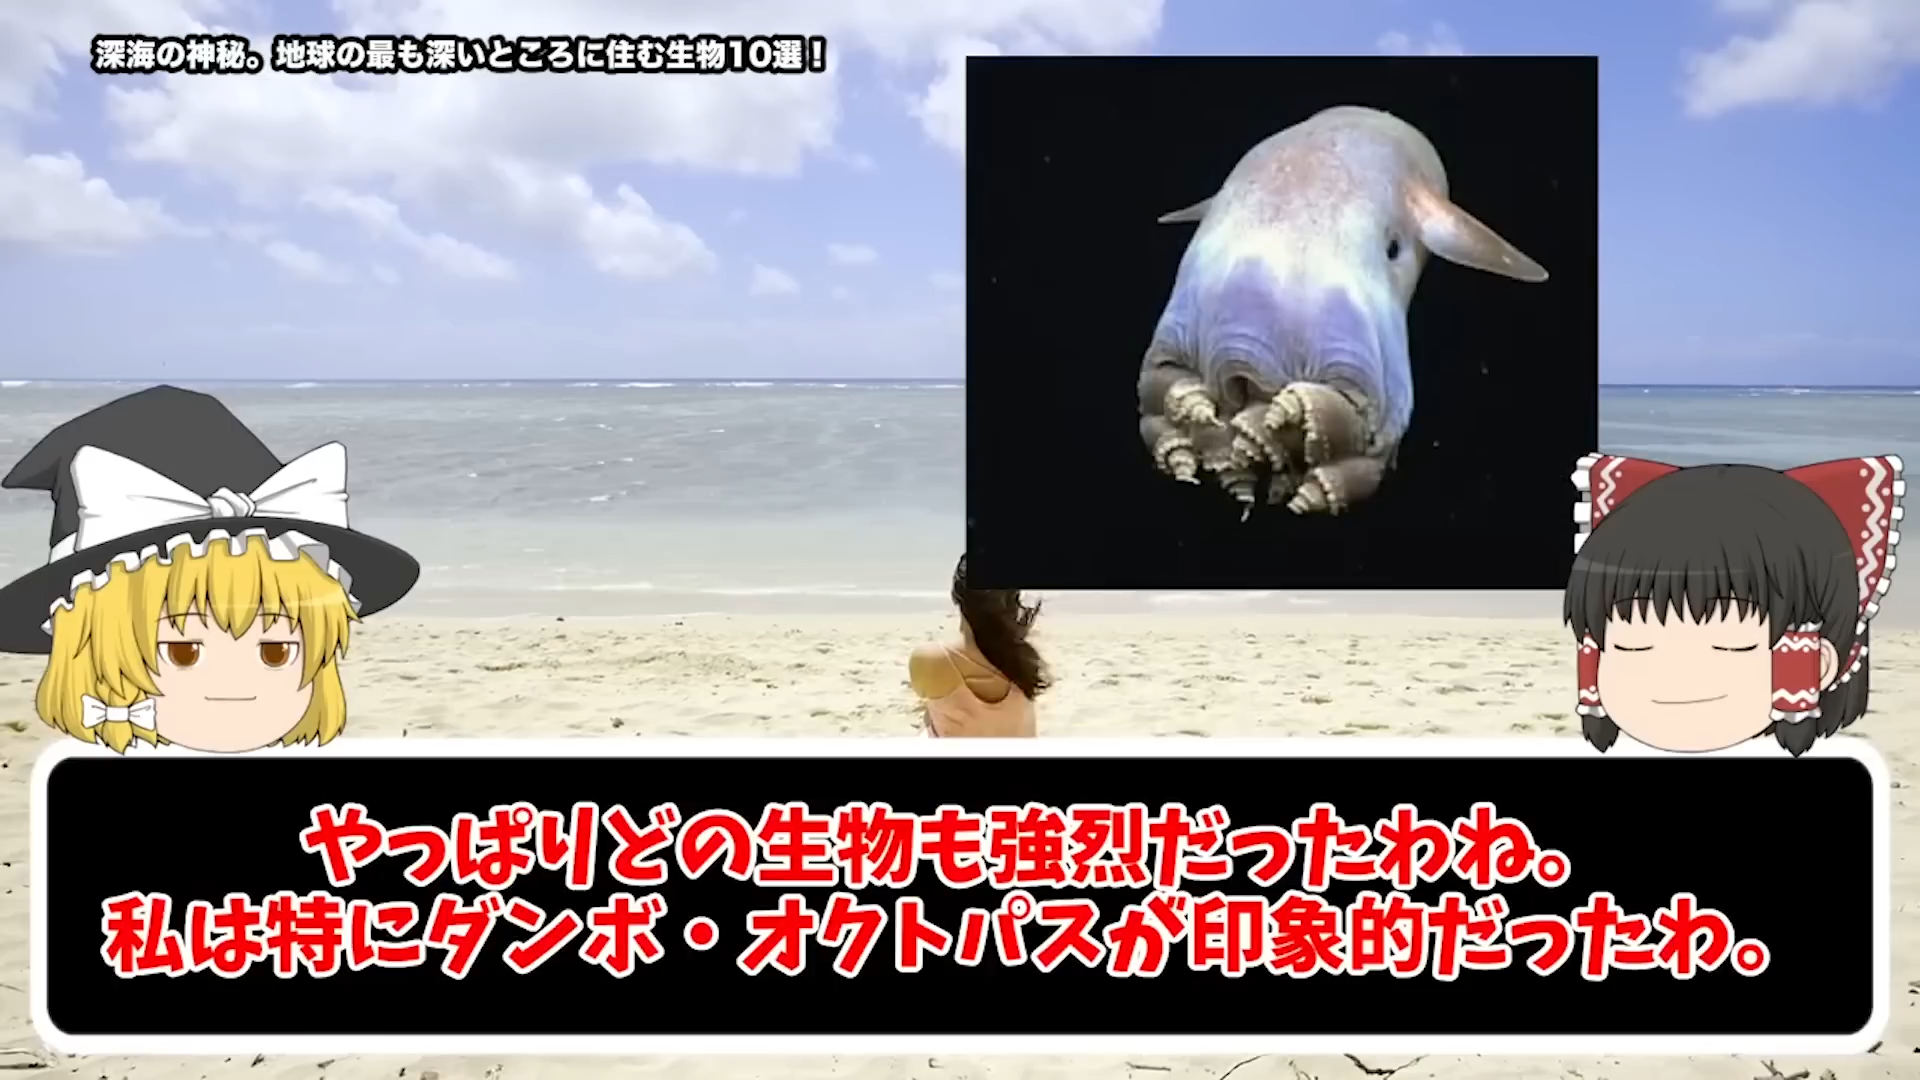 深海の神秘。地球の最も深いところに住む生物10選！
やっぱりどの生物も強烈だったわね。
私は特にダンボ・オクトパスが印象的だったわ。